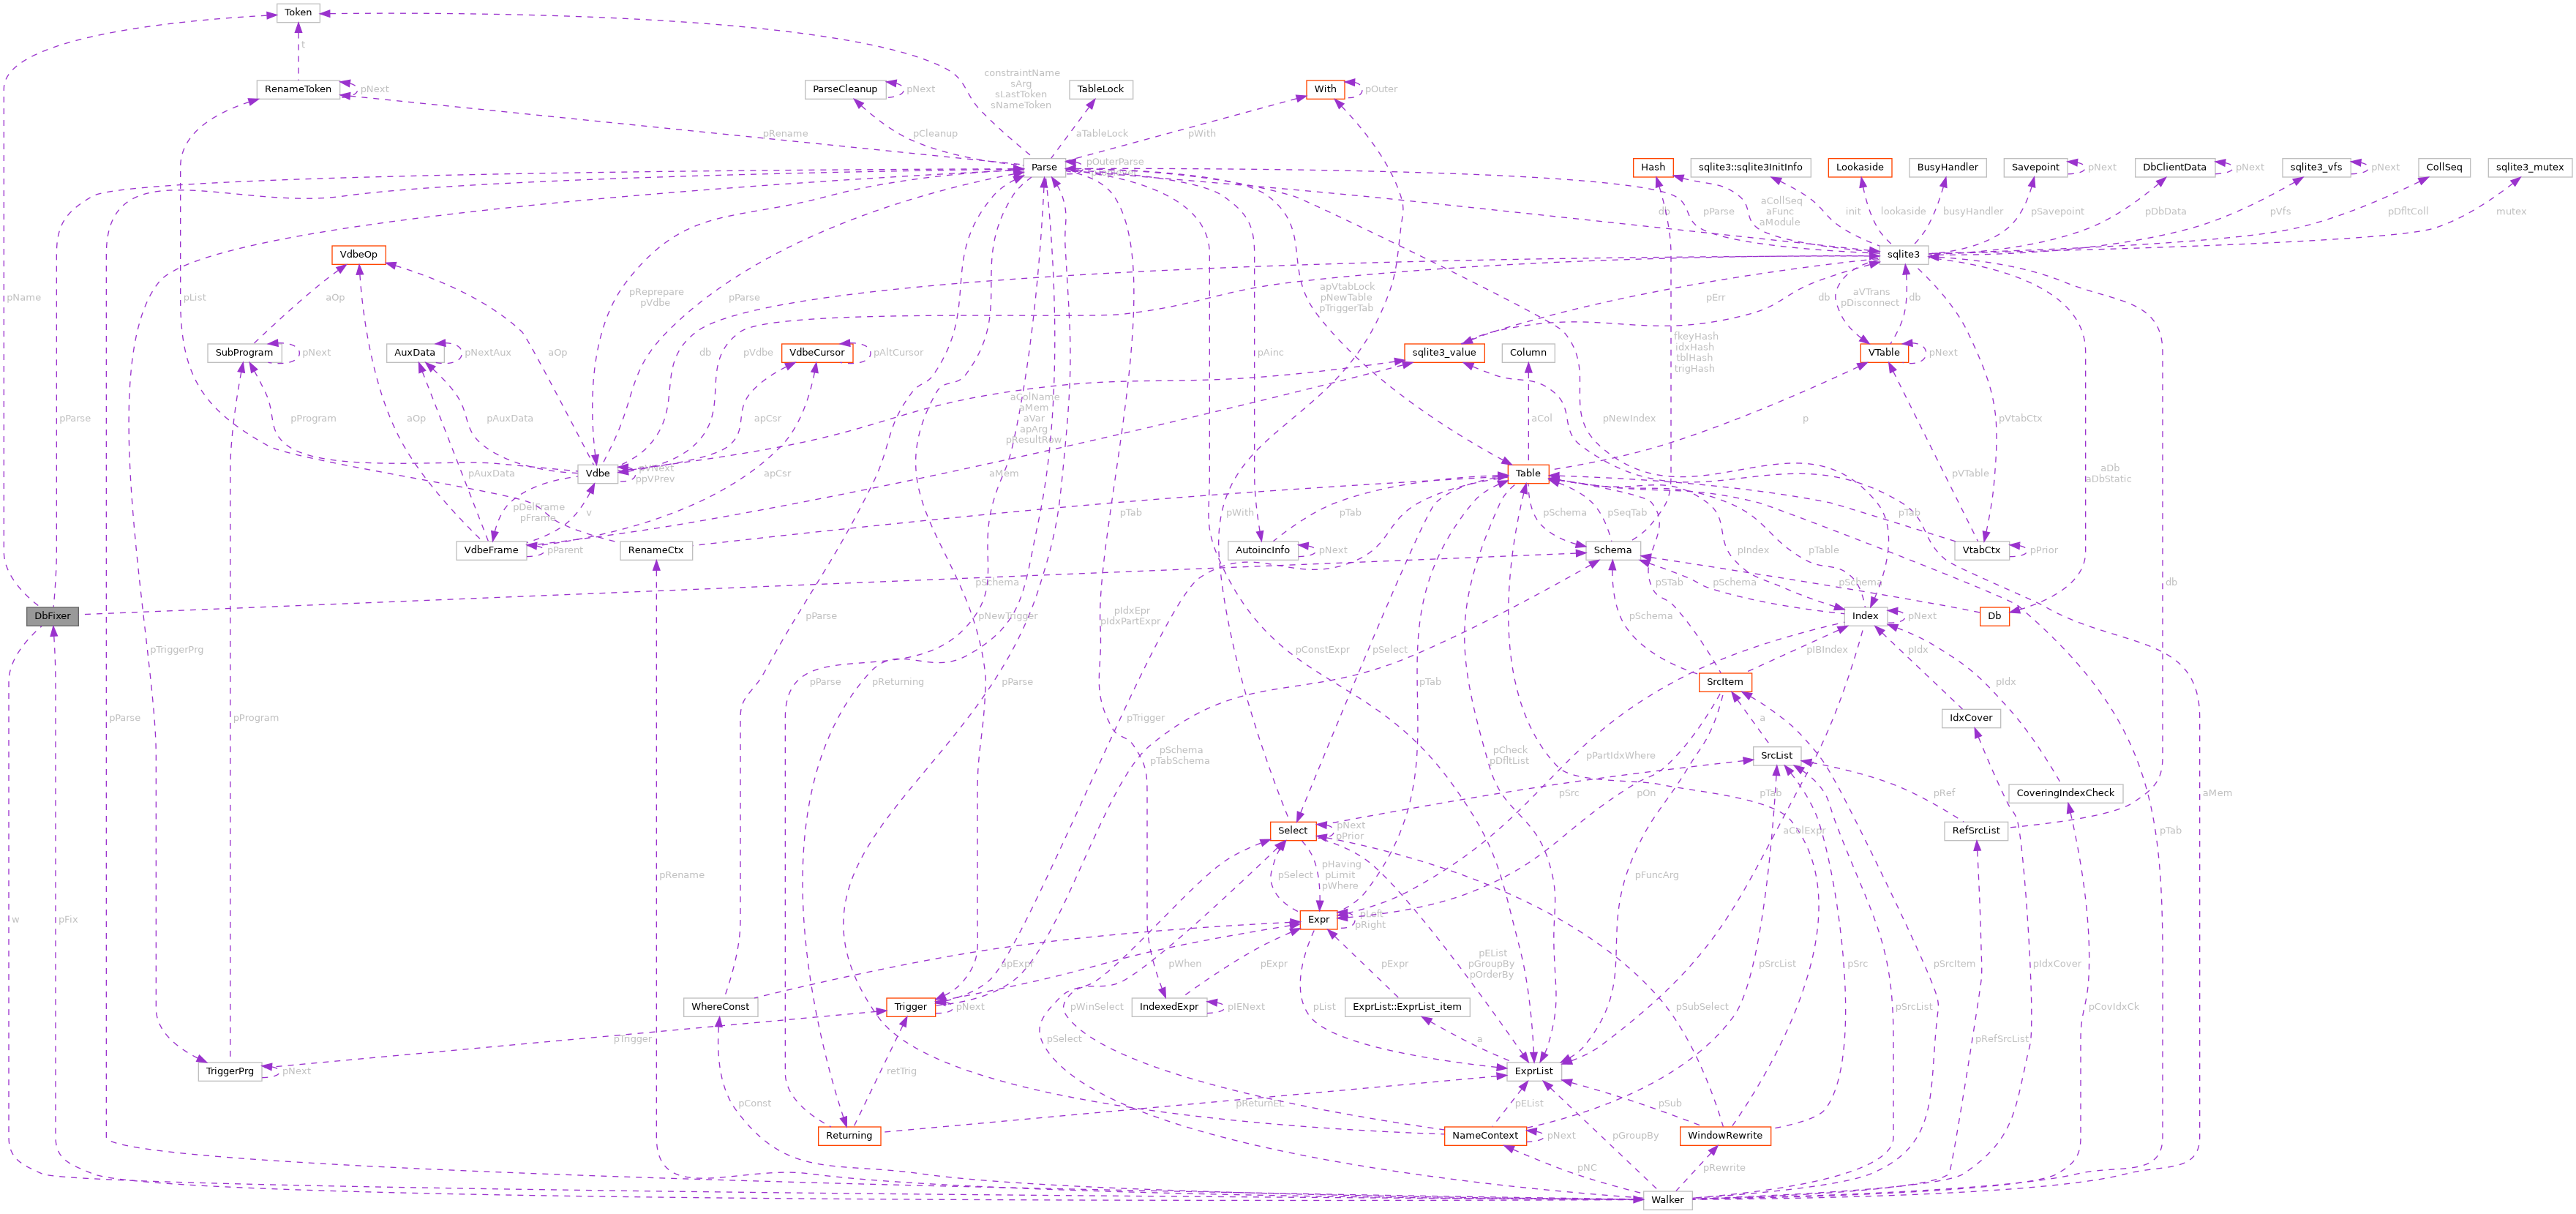 Token
t
constraintName
sArg
sLastToken
sNameToken
RenameToken
pNext
ParseCleanup
pNext
TableLock
With
pOuter
pRename
pCleanup
aTableLock
pWith
Parse
pOuterParse
Hash
sqlite3::sqlite3InitInfo
Lookaside
BusyHandler
Savepoint
pNext
DbClientData
pNext
sqlite3_vfs
pNext
CollSeq
sqlite3_mutex
db
pParse
aCollSeq
aFunc
aModule
init
lookaside
busyHandler
pSavepoint
pDbData
pVfs
pDfltColl
mutex
VdbeOp
sqlite3
pName
pList
aOp
pReprepare
pVdbe
pParse
apVtabLock
pNewTable
pTriggerTab
pErr
db
aVTrans
pDisconnect
db
SubProgram
pNext
AuxData
pNextAux
aOp
db
pVdbe
VdbeCursor
pAltCursor
pAinc
sqlite3_value
Column
fkeyHash
idxHash
tblHash
trigHash
VTable
pNext
pParse
pProgram
aOp
pAuxData
apCsr
aColName
aMem
aVar
apArg
pResultRow
aCol
pNewIndex
p
pVtabCtx
pAuxData
Vdbe
pVNext
ppVPrev
apCsr
aMem
Table
pVTable
aDb
aDbStatic
pDelFrame
pFrame
v
pTab
pWith
pTab
pSchema
pSeqTab
pTab
VdbeFrame
pParent
RenameCtx
AutoincInfo
pNext
Schema
pIndex
pTable
VtabCtx
pPrior
pSchema
pSTab
pSchema
pSchema
db
DbFixer
pParse
pNewTrigger
pIdxEpr
pIdxPartExpr
pSchema
Index
pNext
Db
pTriggerPrg
pConstExpr
pSelect
pIBIndex
pIdx
pParse
pReturning
pParse
pTab
SrcItem
pIdx
pParse
pProgram
pTrigger
a
IdxCover
pSchema
pTabSchema
pCheck
pDfltList
pPartIdxWhere
SrcList
pSrc
pOn
pTab
CoveringIndexCheck
pRef
aMem
Select
pNext
pPrior
aColExpr
RefSrcList
pTab
pRename
pSelect
pHaving
pLimit
pWhere
pFuncArg
w
pFix
Expr
pLeft
pRight
apExpr
pWhen
pExpr
pExpr
pEList
pGroupBy
pOrderBy
pSrcList
pSrc
pSrcItem
pIdxCover
WhereConst
Trigger
pNext
pWinSelect
IndexedExpr
pIENext
pList
ExprList::ExprList_item
pSubSelect
pSrcList
pCovIdxCk
pTrigger
pSelect
a
pRefSrcList
TriggerPrg
pNext
retTrig
ExprList
pConst
pReturnEL
pEList
pSub
Returning
NameContext
pNext
pGroupBy
WindowRewrite
pNC
pRewrite
Walker